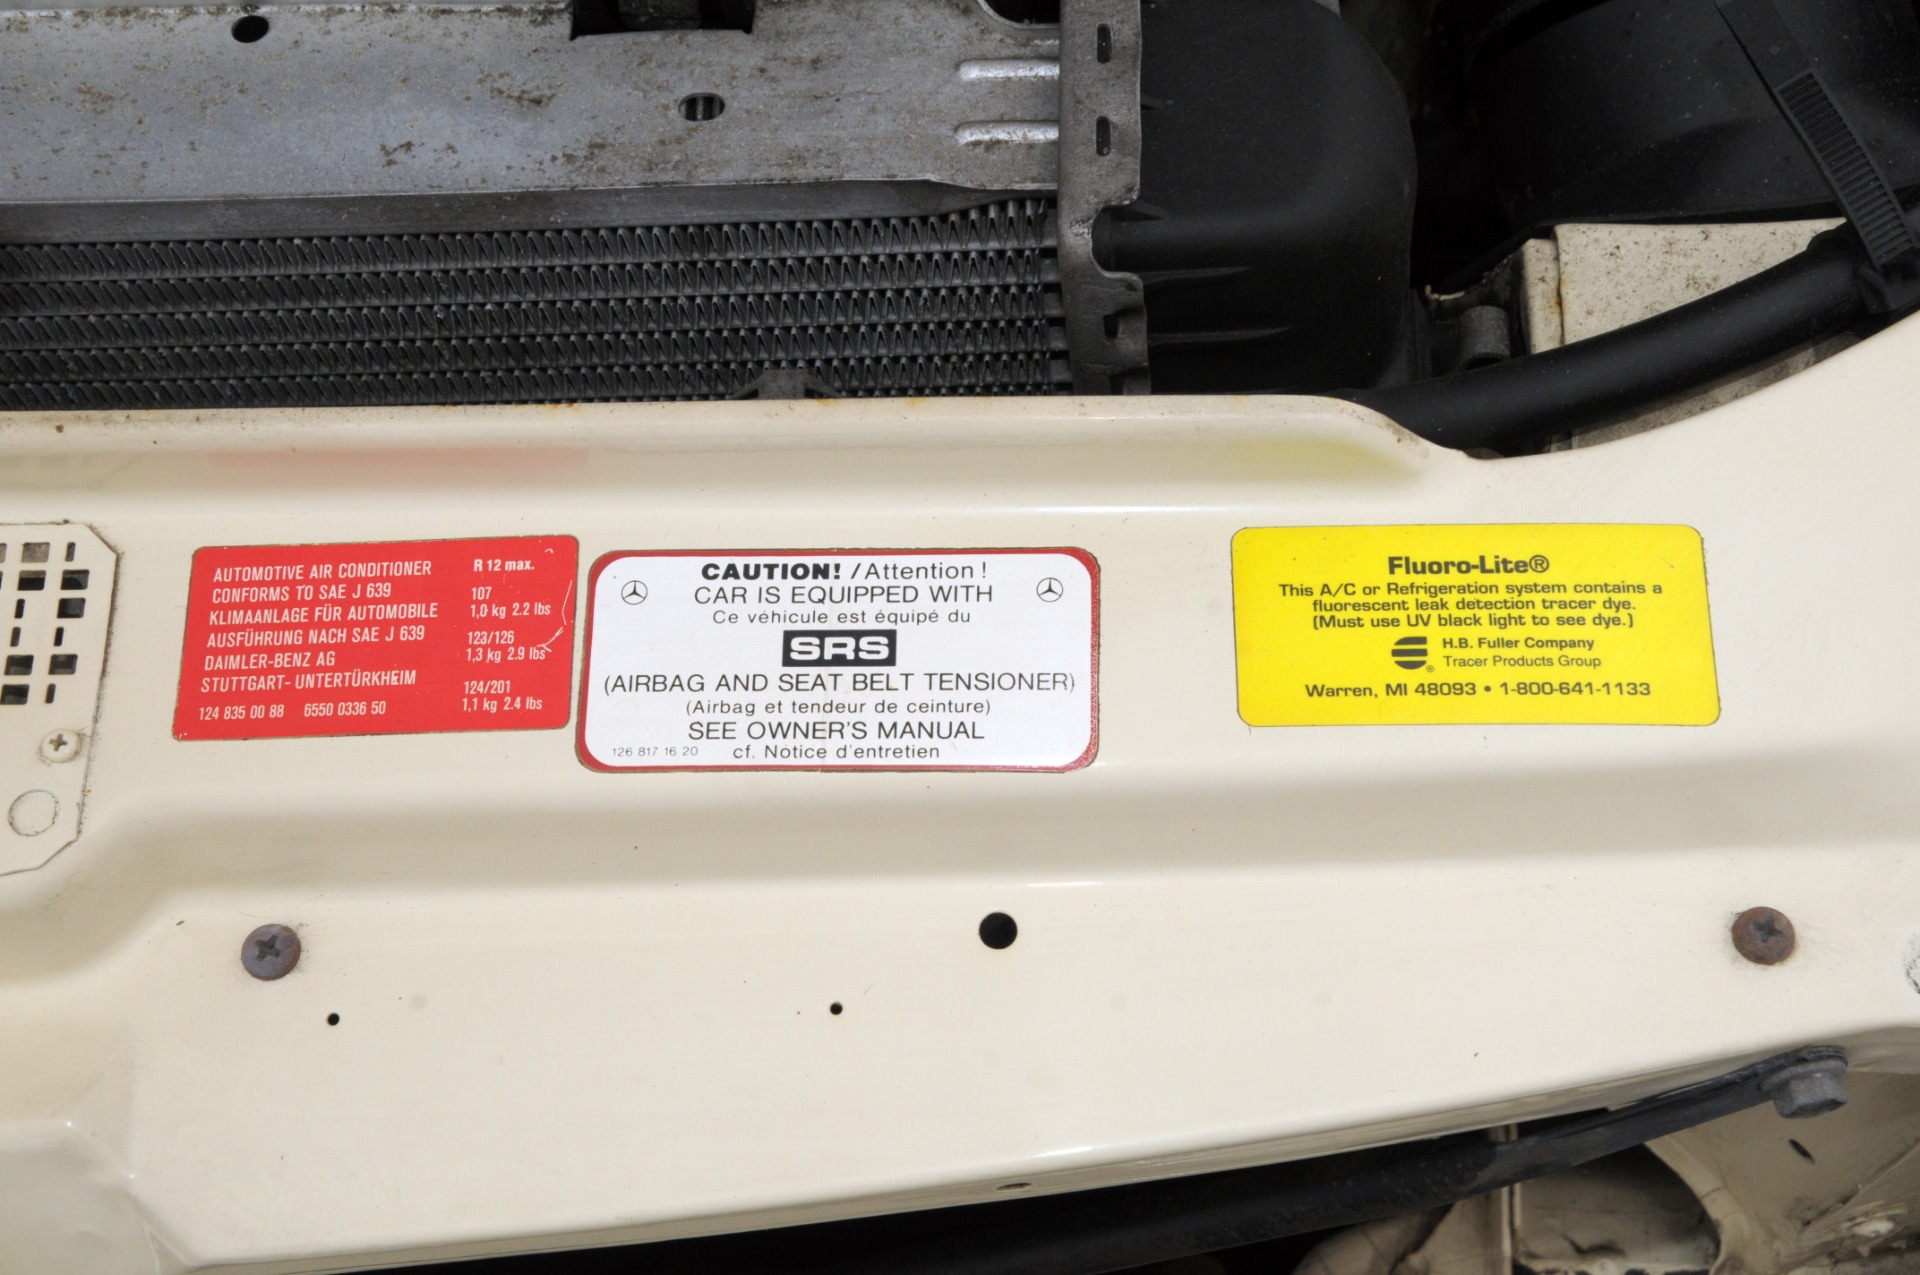 AUTOMOTIVE AIR CONDITIONER
CONFORMS TO SAE J 639
KLIMAANLAGE FÜR AUTOMOBILE
AUSFÜHRUNG NACH SAE J 639
DAIMLER-BENZ AG
STUTTGART- UNTERTÜRKHEIM
124 835 00 88 6550 0336 50
R 12 max.
107
1,0 kg 2.2 lbs
123/126
1,3 kg 2.9 lbs
124/201
1,1 kg 2.4 lbs
CAUTION! /Attention!
CAR IS EQUIPPED WITH
Ce véhicule est équipé du
SRS
(AIRBAG AND SEAT BELT TENSIONER)
(Airbag et tendeur de ceinture)
SEE OWNER'S MANUAL
126 817 16 20 cf. Notice d'entretien
Fluoro-Lite®
This A/C or Refrigeration system contains a
fluorescent leak detection tracer dye.
(Must use UV black light to see dye.)
H.B. Fuller Company
® Tracer Products Group
Warren, MI 48093 • 1-800-641-1133